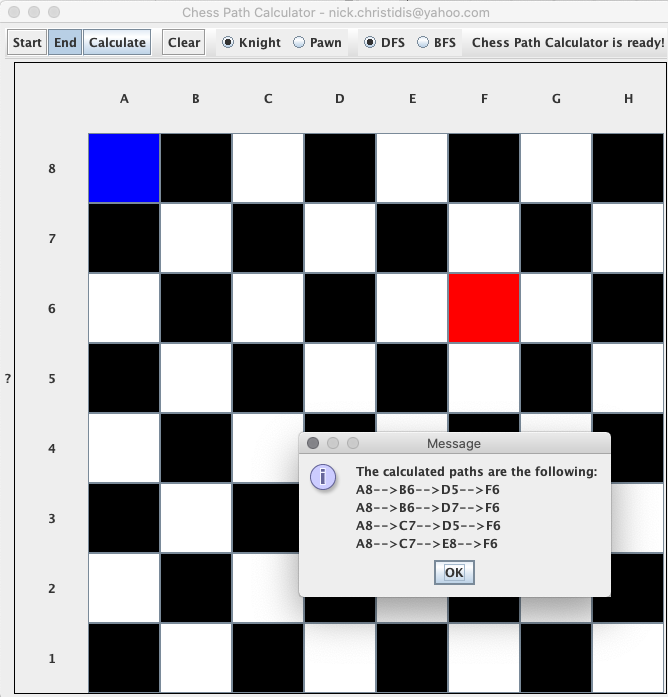 Chess Path Calculator - nick.christidis@yahoo.com
Start End Calculate Clear Knight Pawn DFS BFS Chess Path Calculator is ready!
A B C D E F G H
8
7
6
? 5
4
Message
The calculated paths are the following:
A8-->B6-->D5-->F6
A8-->B6-->D7-->F6
3
A8-->C7-->D5-->F6
A8-->C7-->E8-->F6
OK
2
1